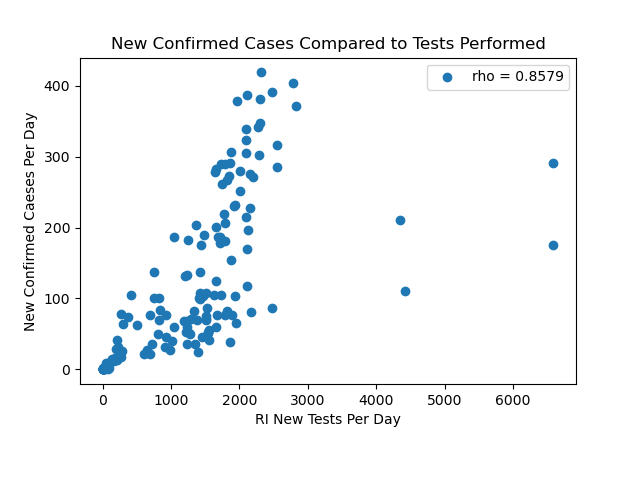 New Confirmed Cases Compared to Tests Performed
rho = 0.8579
New Confirmed Caeses Per Day
400
300
200
100
0
0 1000 2000 3000 4000 5000 6000
RI New Tests Per Day